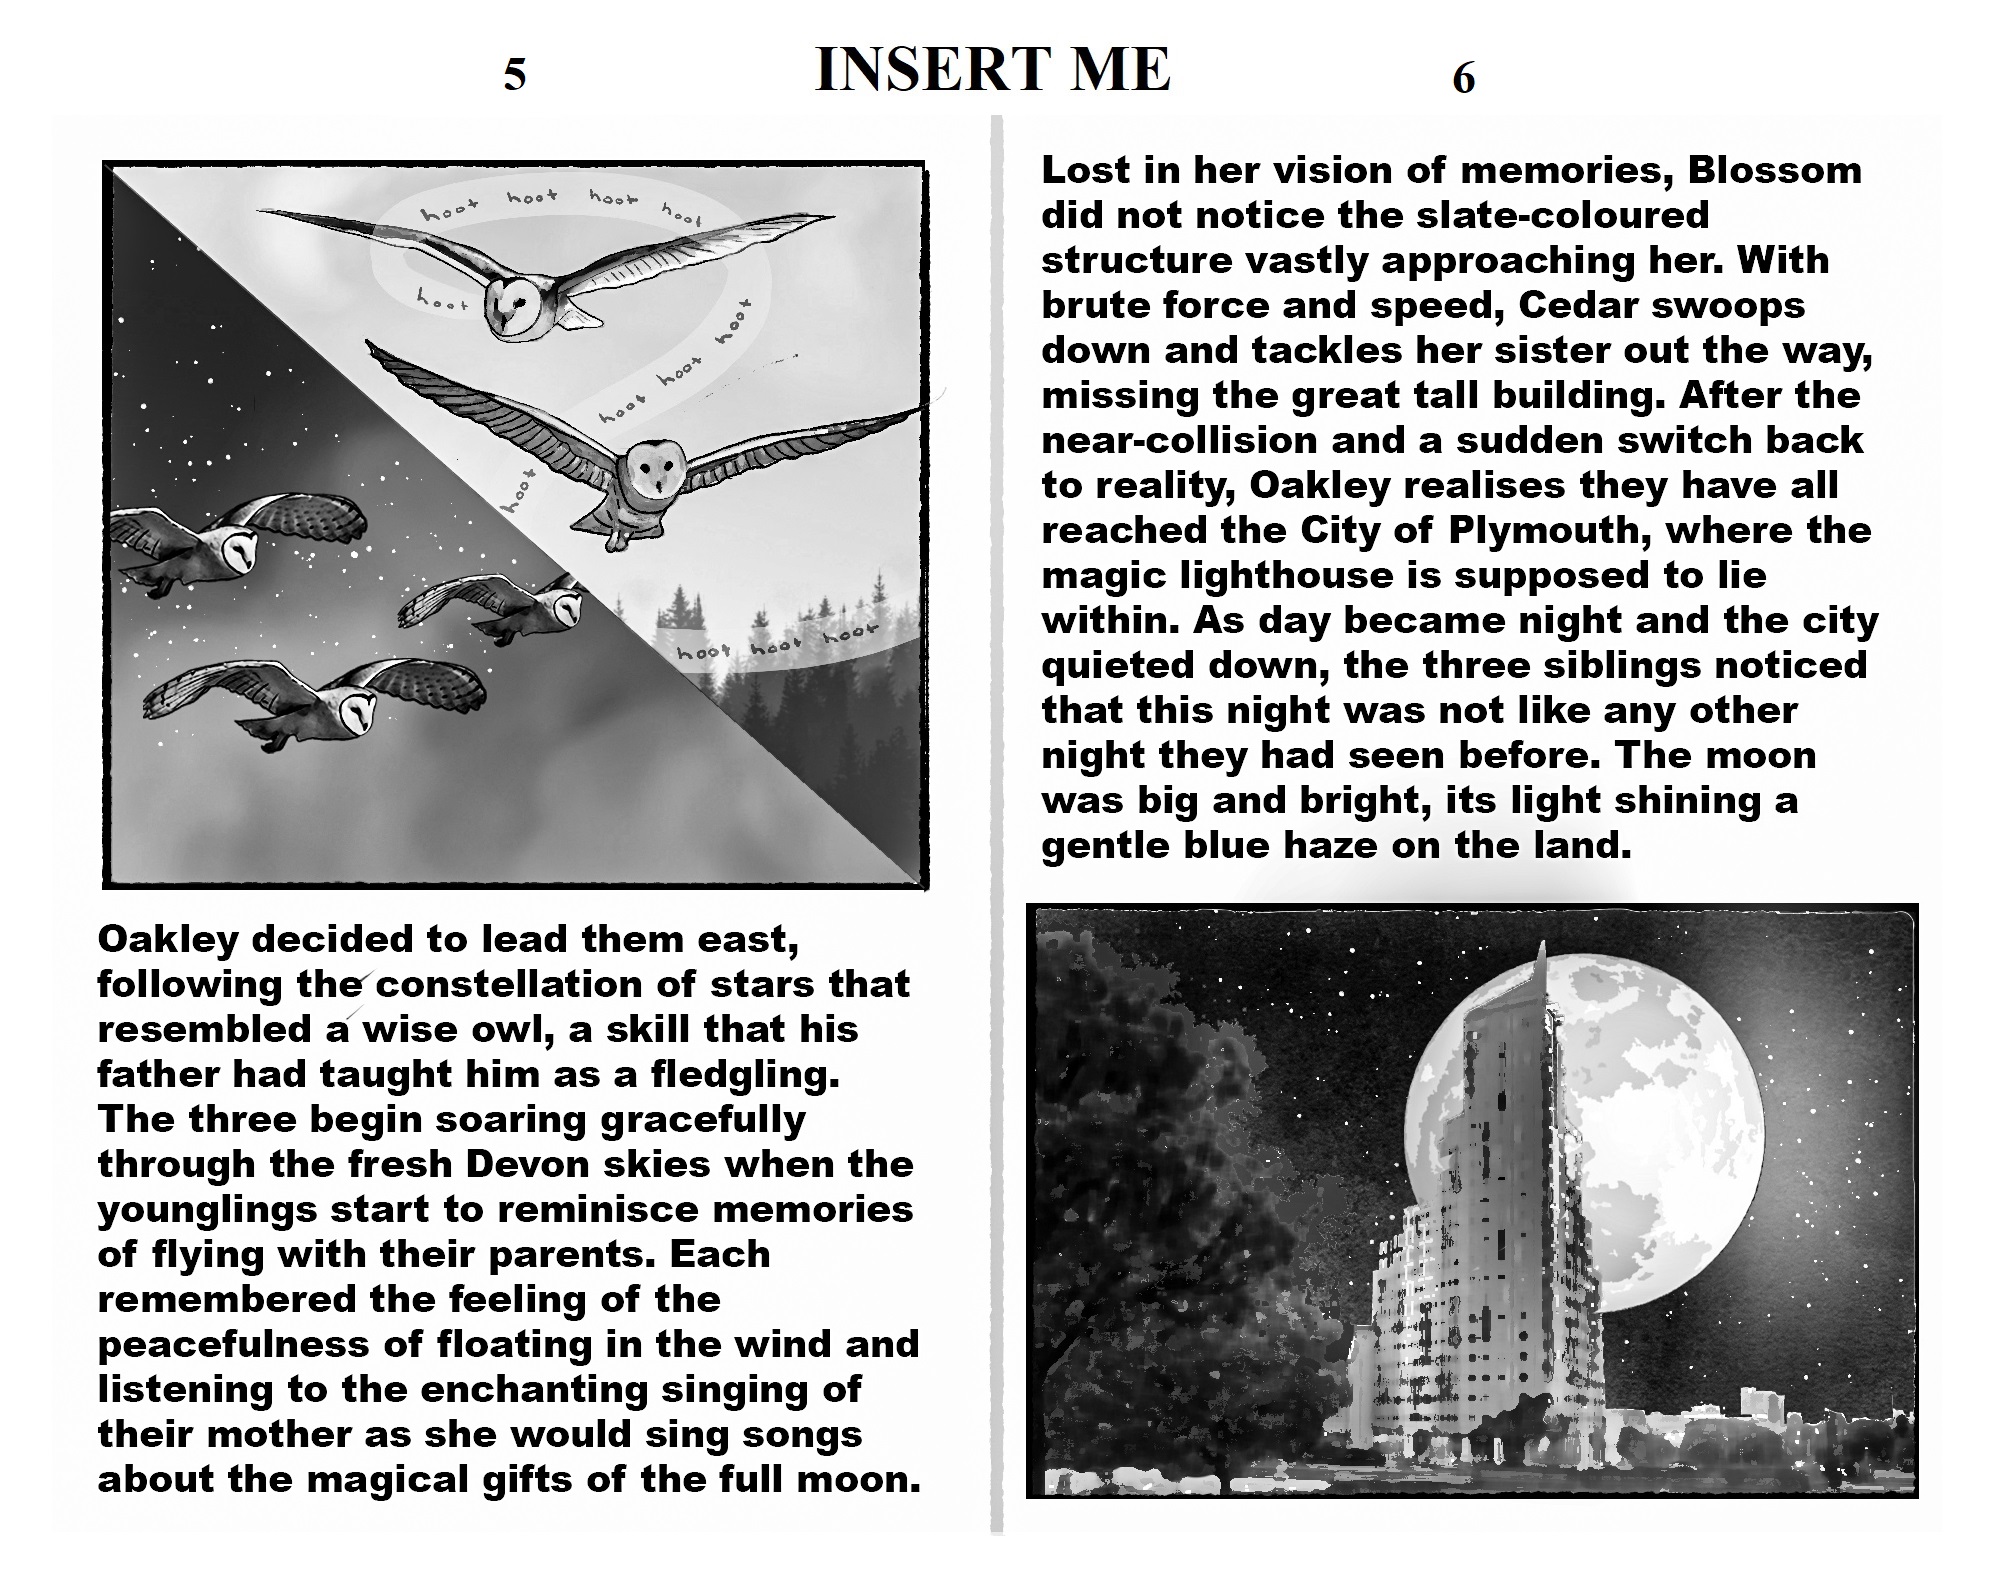 5
INSERT ME
6
hoot hoot hoot hoot
hoot
hoot hoot hoot
hoot
hoot hoot hoot
Oakley decided to lead them east,
following the constellation of stars that
resembled a wise owl, a skill that his
father had taught him as a fledgling.
The three begin soaring gracefully
through the fresh Devon skies when the
younglings start to reminisce memories
of flying with their parents. Each
remembered the feeling of the
peacefulness of floating in the wind and
listening to the enchanting singing of
their mother as she would sing songs
about the magical gifts of the full moon.
Lost in her vision of memories, Blossom
did not notice the slate-coloured
structure vastly approaching her. With
brute force and speed, Cedar swoops
down and tackles her sister out the way,
missing the great tall building. After the
near-collision and a sudden switch back
to reality, Oakley realises they have all
reached the City of Plymouth, where the
magic lighthouse is supposed to lie
within. As day became night and the city
quieted down, the three siblings noticed
that this night was not like any other
night they had seen before. The moon
was big and bright, its light shining a
gentle blue haze on the land.